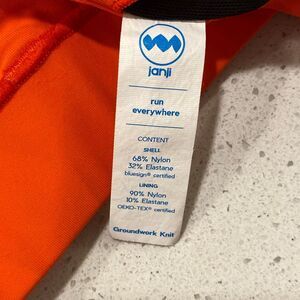 janji
run
everywhere
CONTENT
SHELL
68% Nylon
32% Elastane
bluesign® certified
LINING
90% Nylon
10% Elastane
OEKO-TEX® certified
Groundwork Knit